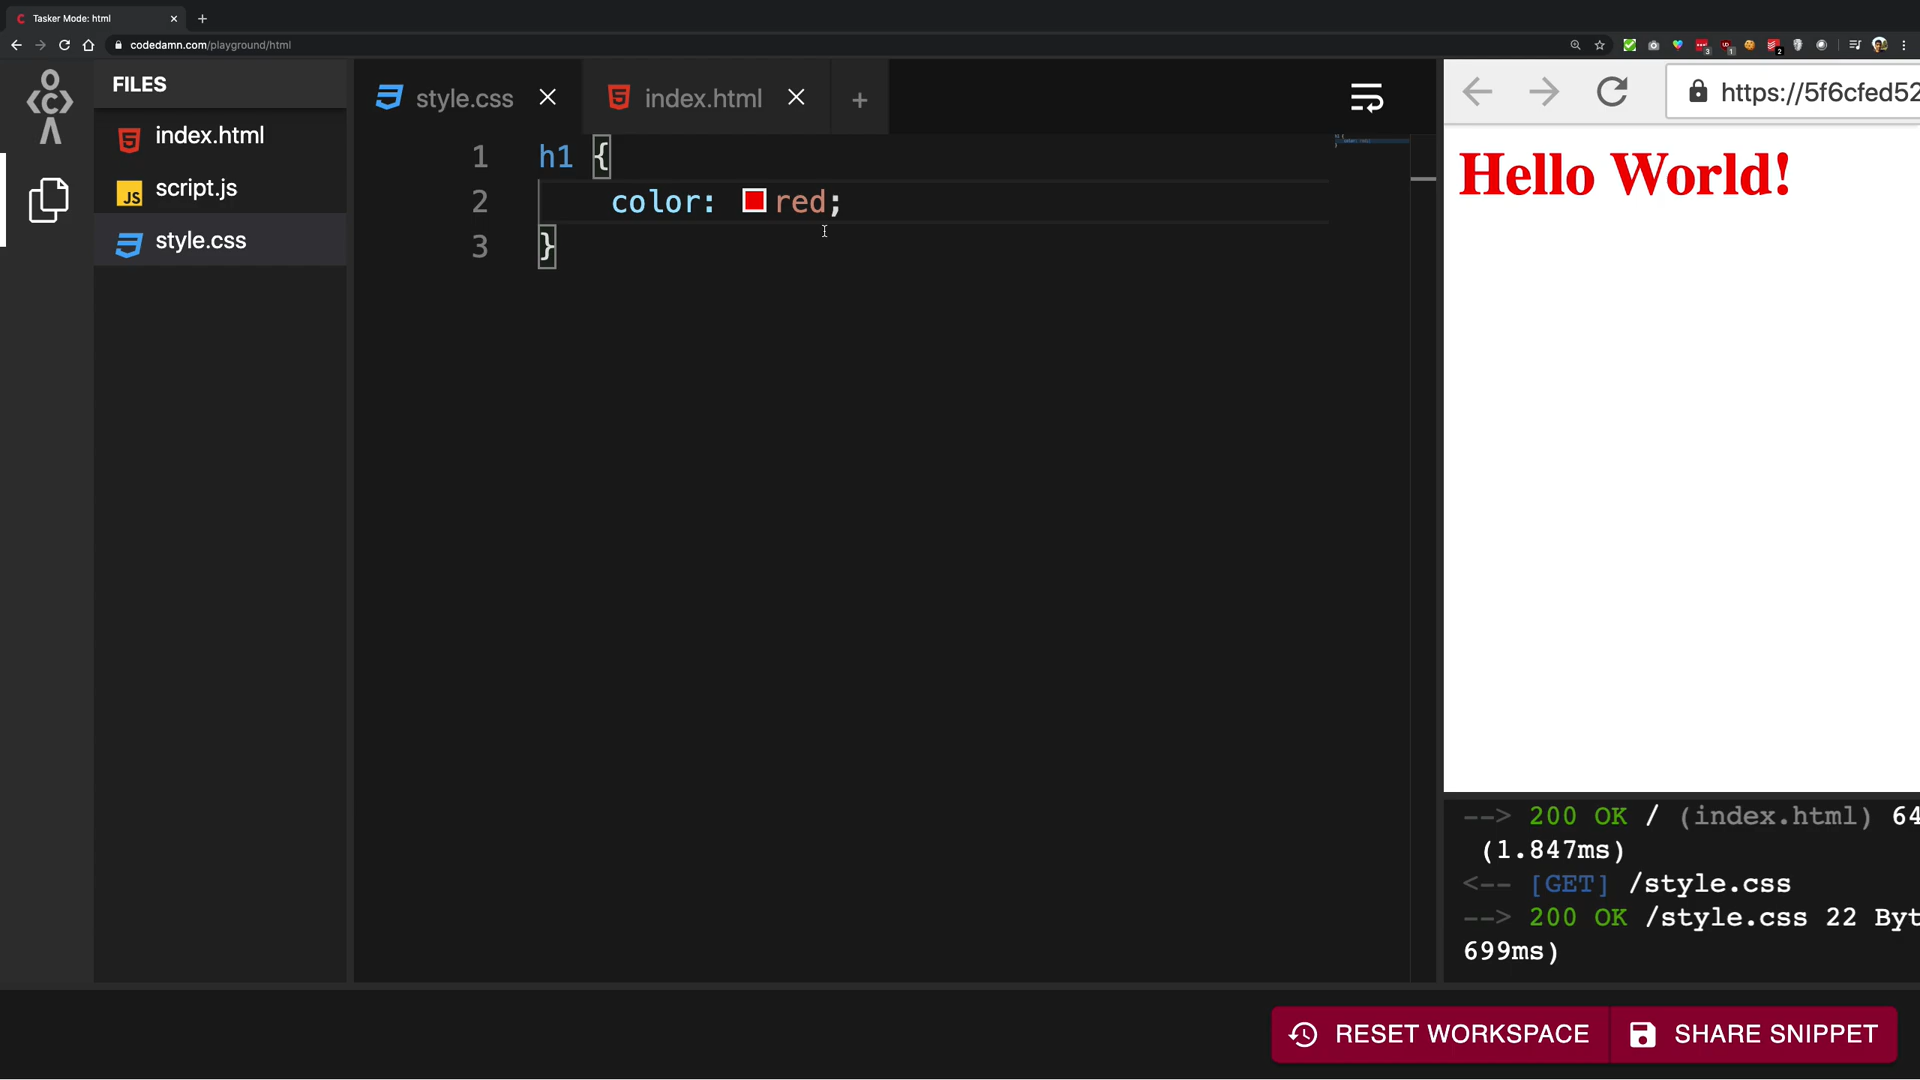 Tasker Mode: html
codedamn.com/playground/html
FILES
index.html
script.js
style.css
style.css
index.html
1 h1 {
2 color: red;
3 }
https://5f6cfed52
Hello World!
--> 200 OK / (index.html) 64
(1.847ms)
<-- [GET] /style.css
--> 200 OK /style.css 22 Byt
699ms)
RESET WORKSPACE
SHARE SNIPPET